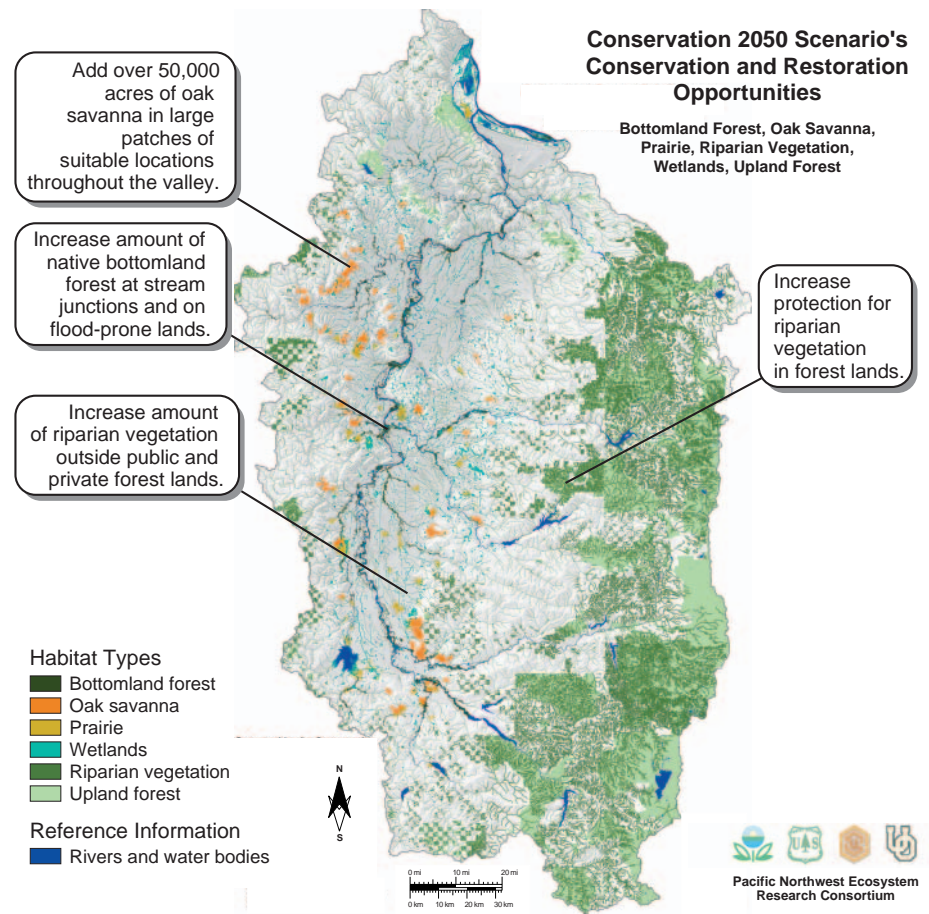 Conservation 2050 Scenario's
Conservation and Restoration
Opportunities
Bottomland Forest, Oak Savanna,
Prairie, Riparian Vegetation,
Wetlands, Upland Forest
Add over 50,000
acres of oak
savanna in large
patches of
suitable locations
throughout the valley.
Increase amount of
native bottomland
forest at stream
junctions and on
flood-prone lands.
Increase amount
of riparian vegetation
outside public and
private forest lands.
Increase
protection for
riparian
vegetation
in forest lands.
Habitat Types
Bottomland forest
Oak savanna
Prairie
Wetlands
Riparian vegetation
Upland forest
Reference Information
Rivers and water bodies
N
S
0 mi 10 mi 20 mi
0 km 10 km 20 km 30 km
U S
UO
Pacific Northwest Ecosystem
Research Consortium